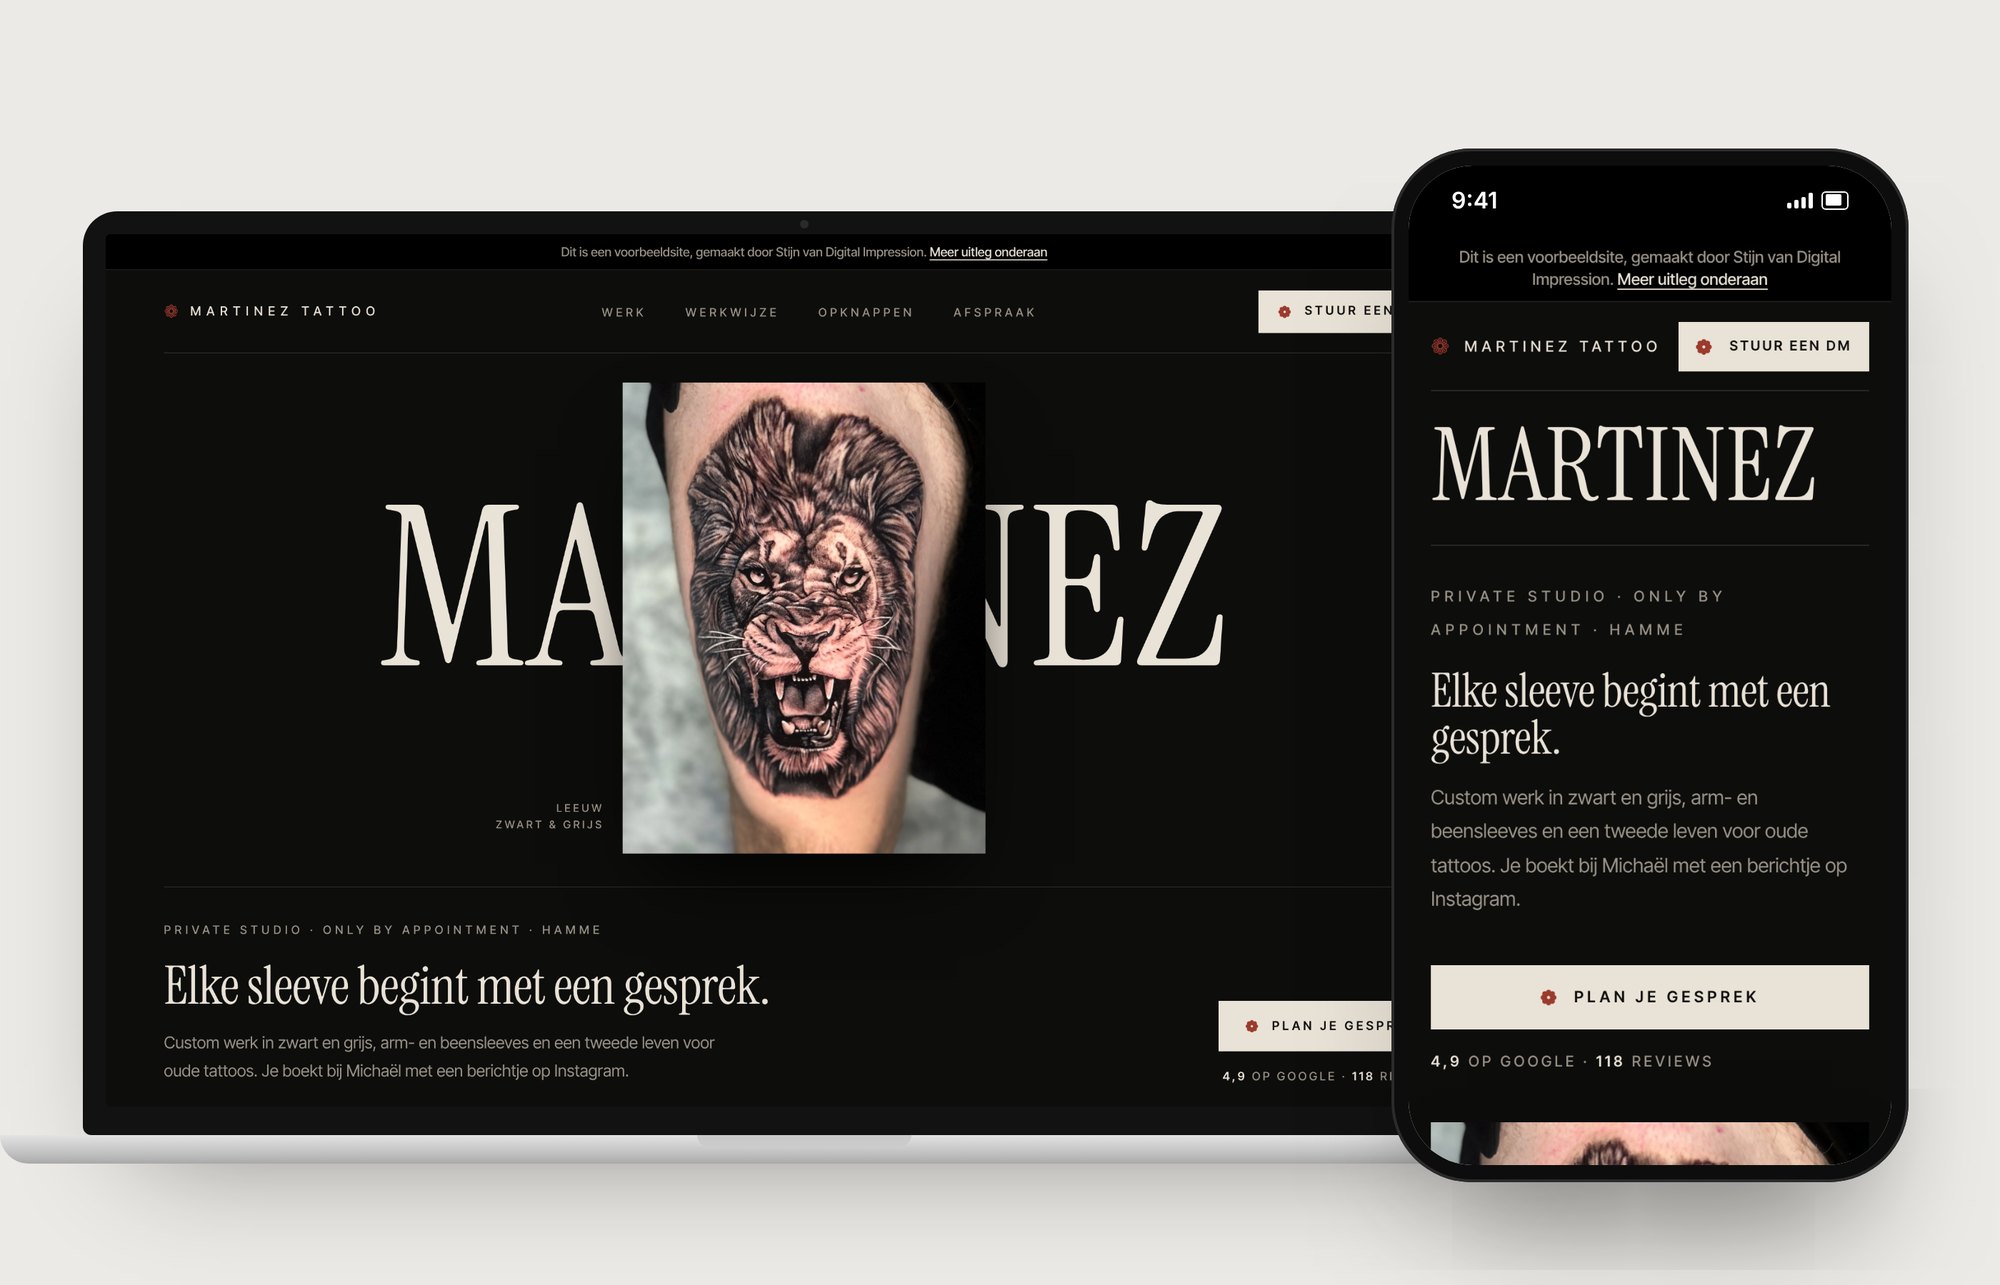 Dit is een voorbeeldsite, gemaakt door Stijn van Digital Impression. Meer uitleg onderaan
MARTINEZ TATTOO
WERK WERKWIJZE OPKNAPPEN AFSPRAAK
STUUR EEN
MA NEZ
LEEUW
ZWART & GRIJS
PRIVATE STUDIO · ONLY BY APPOINTMENT · HAMME
Elke sleeve begint met een gesprek.
Custom werk in zwart en grijs, arm- en beensleeves en een tweede leven voor
oude tattoos. Je boekt bij Michaël met een berichtje op Instagram.
PLAN JE GESPR
4,9 OP GOOGLE · 118 RE
9:41
Dit is een voorbeeldsite, gemaakt door Stijn van Digital
Impression. Meer uitleg onderaan
MARTINEZ TATTOO
STUUR EEN DM
MARTINEZ
PRIVATE STUDIO · ONLY BY
APPOINTMENT · HAMME
Elke sleeve begint met een
gesprek.
Custom werk in zwart en grijs, arm- en
beensleeves en een tweede leven voor oude
tattoos. Je boekt bij Michaël met een berichtje op
Instagram.
PLAN JE GESPREK
4,9 OP GOOGLE · 118 REVIEWS